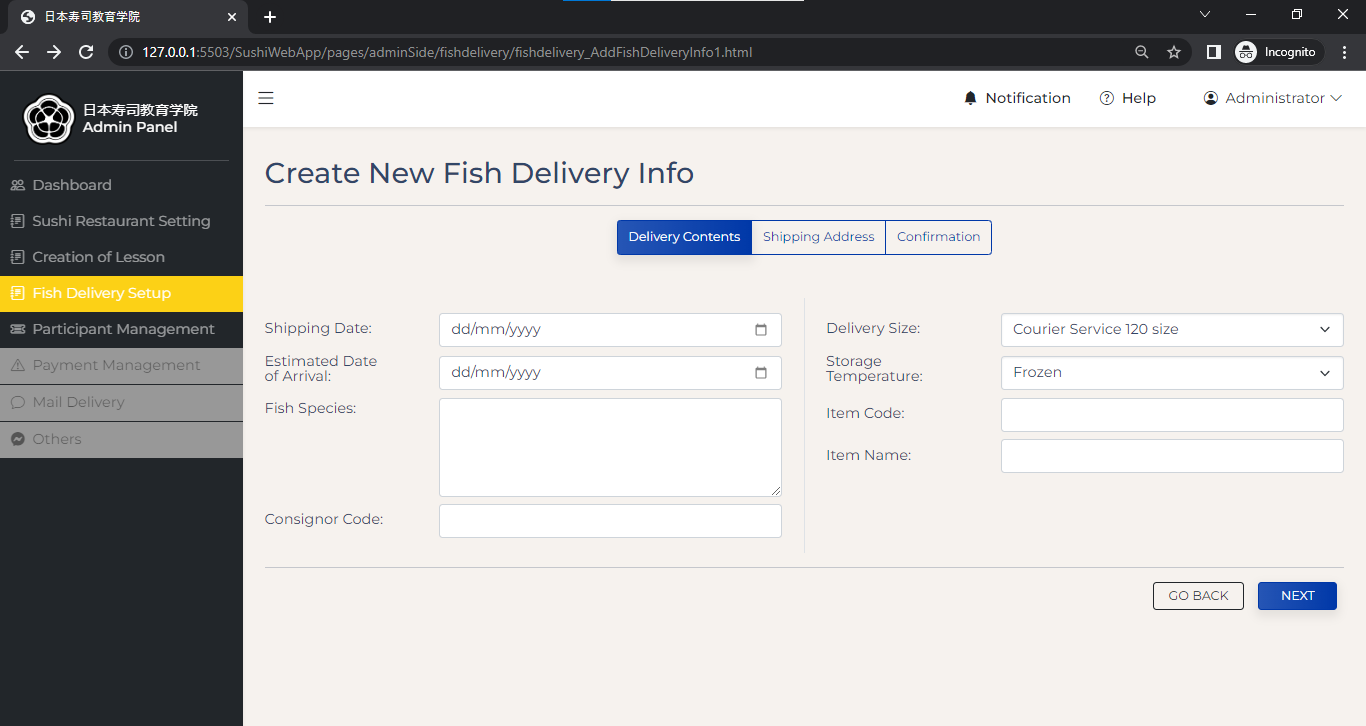 日本寿司教育学院
127.0.0.1:5503/SushiWebApp/pages/adminSide/fishdelivery/fishdelivery_AddFishDeliveryInfo1.html
Incognito
日本寿司教育学院
Admin Panel
Notification
Help
Administrator
Dashboard
Sushi Restaurant Setting
Creation of Lesson
Fish Delivery Setup
Participant Management
Payment Management
Mail Delivery
Others
Create New Fish Delivery Info
Delivery Contents
Shipping Address
Confirmation
Shipping Date:
dd/mm/yyyy
Estimated Date
of Arrival:
dd/mm/yyyy
Fish Species:
Consignor Code:
Delivery Size:
Courier Service 120 size
Storage
Temperature:
Frozen
Item Code:
Item Name:
GO BACK
NEXT